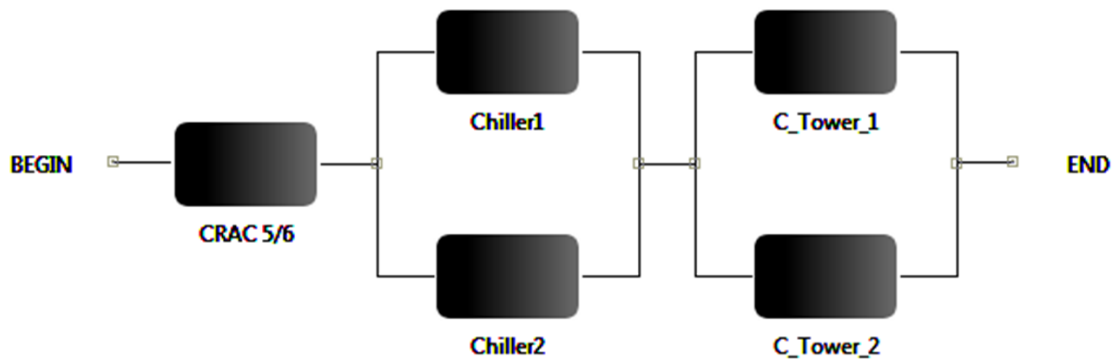 Chiller1
C_Tower_1
BEGIN
CRAC 5/6
END
Chiller2
C_Tower_2